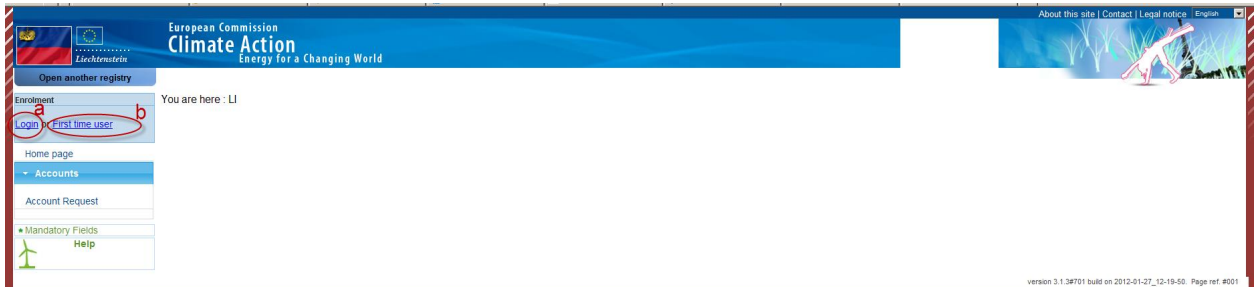 About this site | Contact | Legal notice English
European Commission
Climate Action
Energy for a Changing World
Liechtenstein
Open another registry
Enrolment
a
b
Login or First time user
You are here : LI
Home page
Accounts
Account Request
Mandatory Fields
Help
version 3.1.3#701 build on 2012-01-27_12-19-50. Page ref. #001